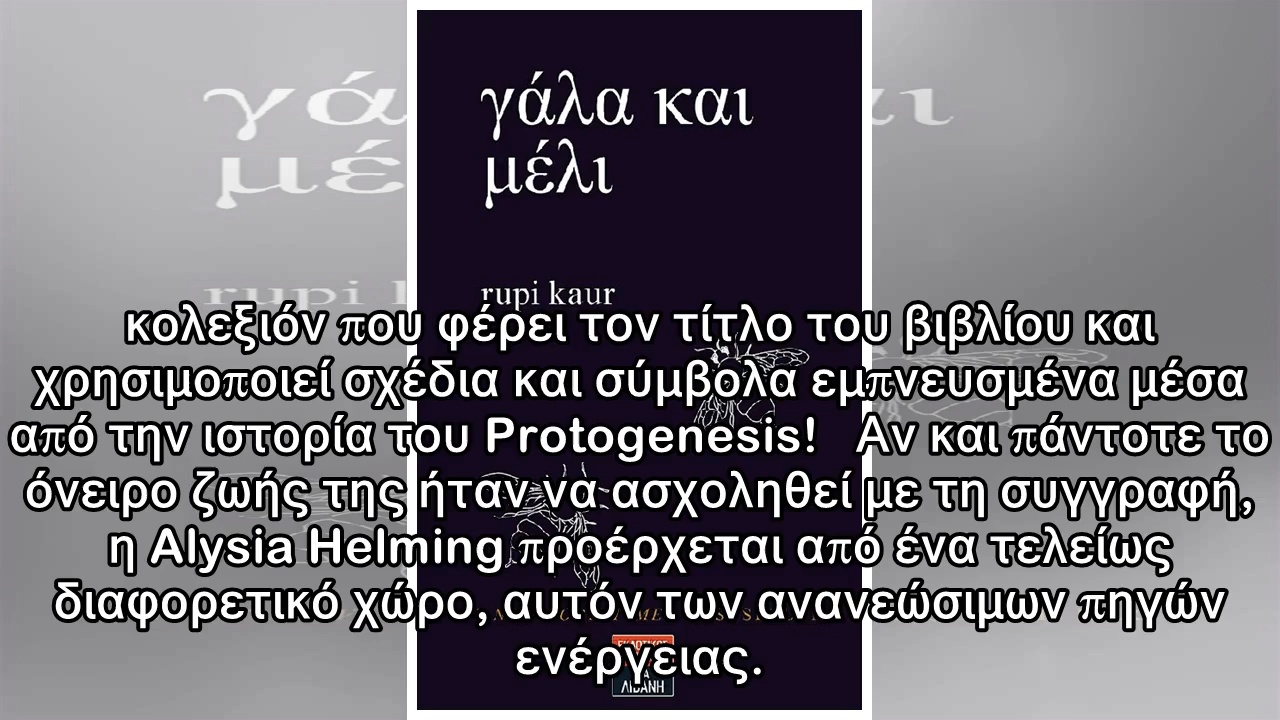 γάλα και
μέλι
rupi kaur
κολεξιόν που φέρει τον τίτλο του βιβλίου και
χρησιμοποιεί σχέδια και σύμβολα εμπνευσμένα μέσα
από την ιστορία του Protogenesis! Αν και πάντοτε το
όνειρο ζωής της ήταν να ασχοληθεί με τη συγγραφή,
η Alysia Helming προέρχεται από ένα τελείως
διαφορετικό χώρο, αυτόν των ανανεώσιμων πηγών
ενέργειας.
ΛΙΒΑΝΗ